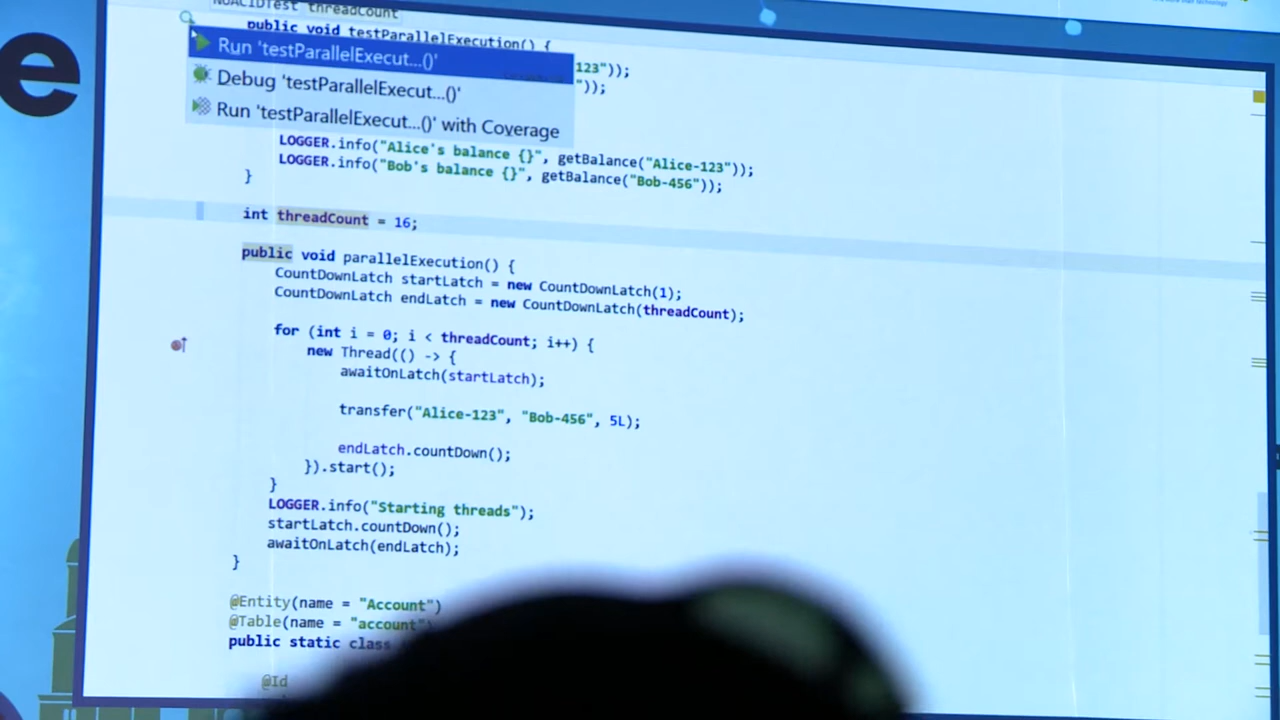 e
NoACIDTest threadCount
public void testParallelExecution() {
Run 'testParallelExecut...()'
123"));
Debug 'testParallelExecut...()'
"));
Run 'testParallelExecut...()' with Coverage
LOGGER.info("Alice's balance {}", getBalance("Alice-123"));
LOGGER.info("Bob's balance {}", getBalance("Bob-456"));
}
int threadCount = 16;
public void parallelExecution() {
CountDownLatch startLatch = new CountDownLatch(1);
CountDownLatch endLatch = new CountDownLatch(threadCount);
for (int i = 0; i < threadCount; i++) {
new Thread(() -> {
awaitOnLatch(startLatch);
transfer("Alice-123", "Bob-456", 5L);
endLatch.countDown();
}).start();
}
LOGGER.info("Starting threads");
startLatch.countDown();
awaitOnLatch(endLatch);
}
@Entity(name = "Account")
@Table(name = "account")
public static class
@Id